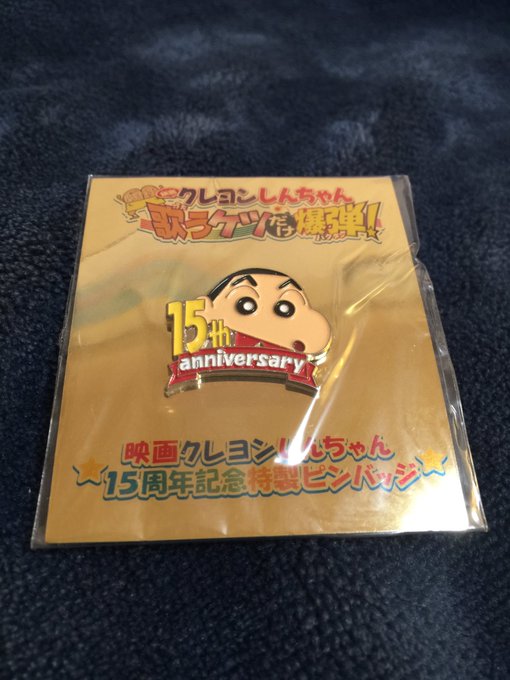 クレヨンしんちゃん
歌うケツだけ爆弾!
15th
anniversary
映画クレヨンしんちゃん
15周年記念特製ピンバッジ